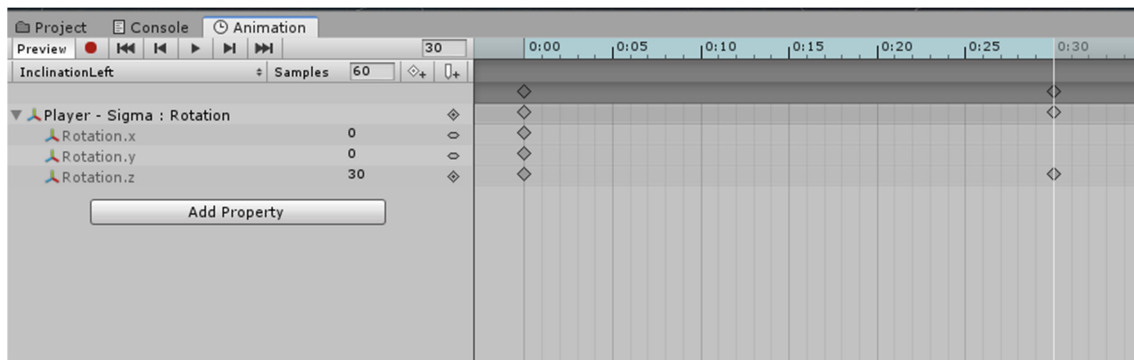 Project Console Animation
Preview 30 0:00 0:05 0:10 0:15 0:20 0:25 0:30
InclinationLeft Samples 60
Player - Sigma : Rotation
Rotation.x 0
Rotation.y 0
Rotation.z 30
Add Property